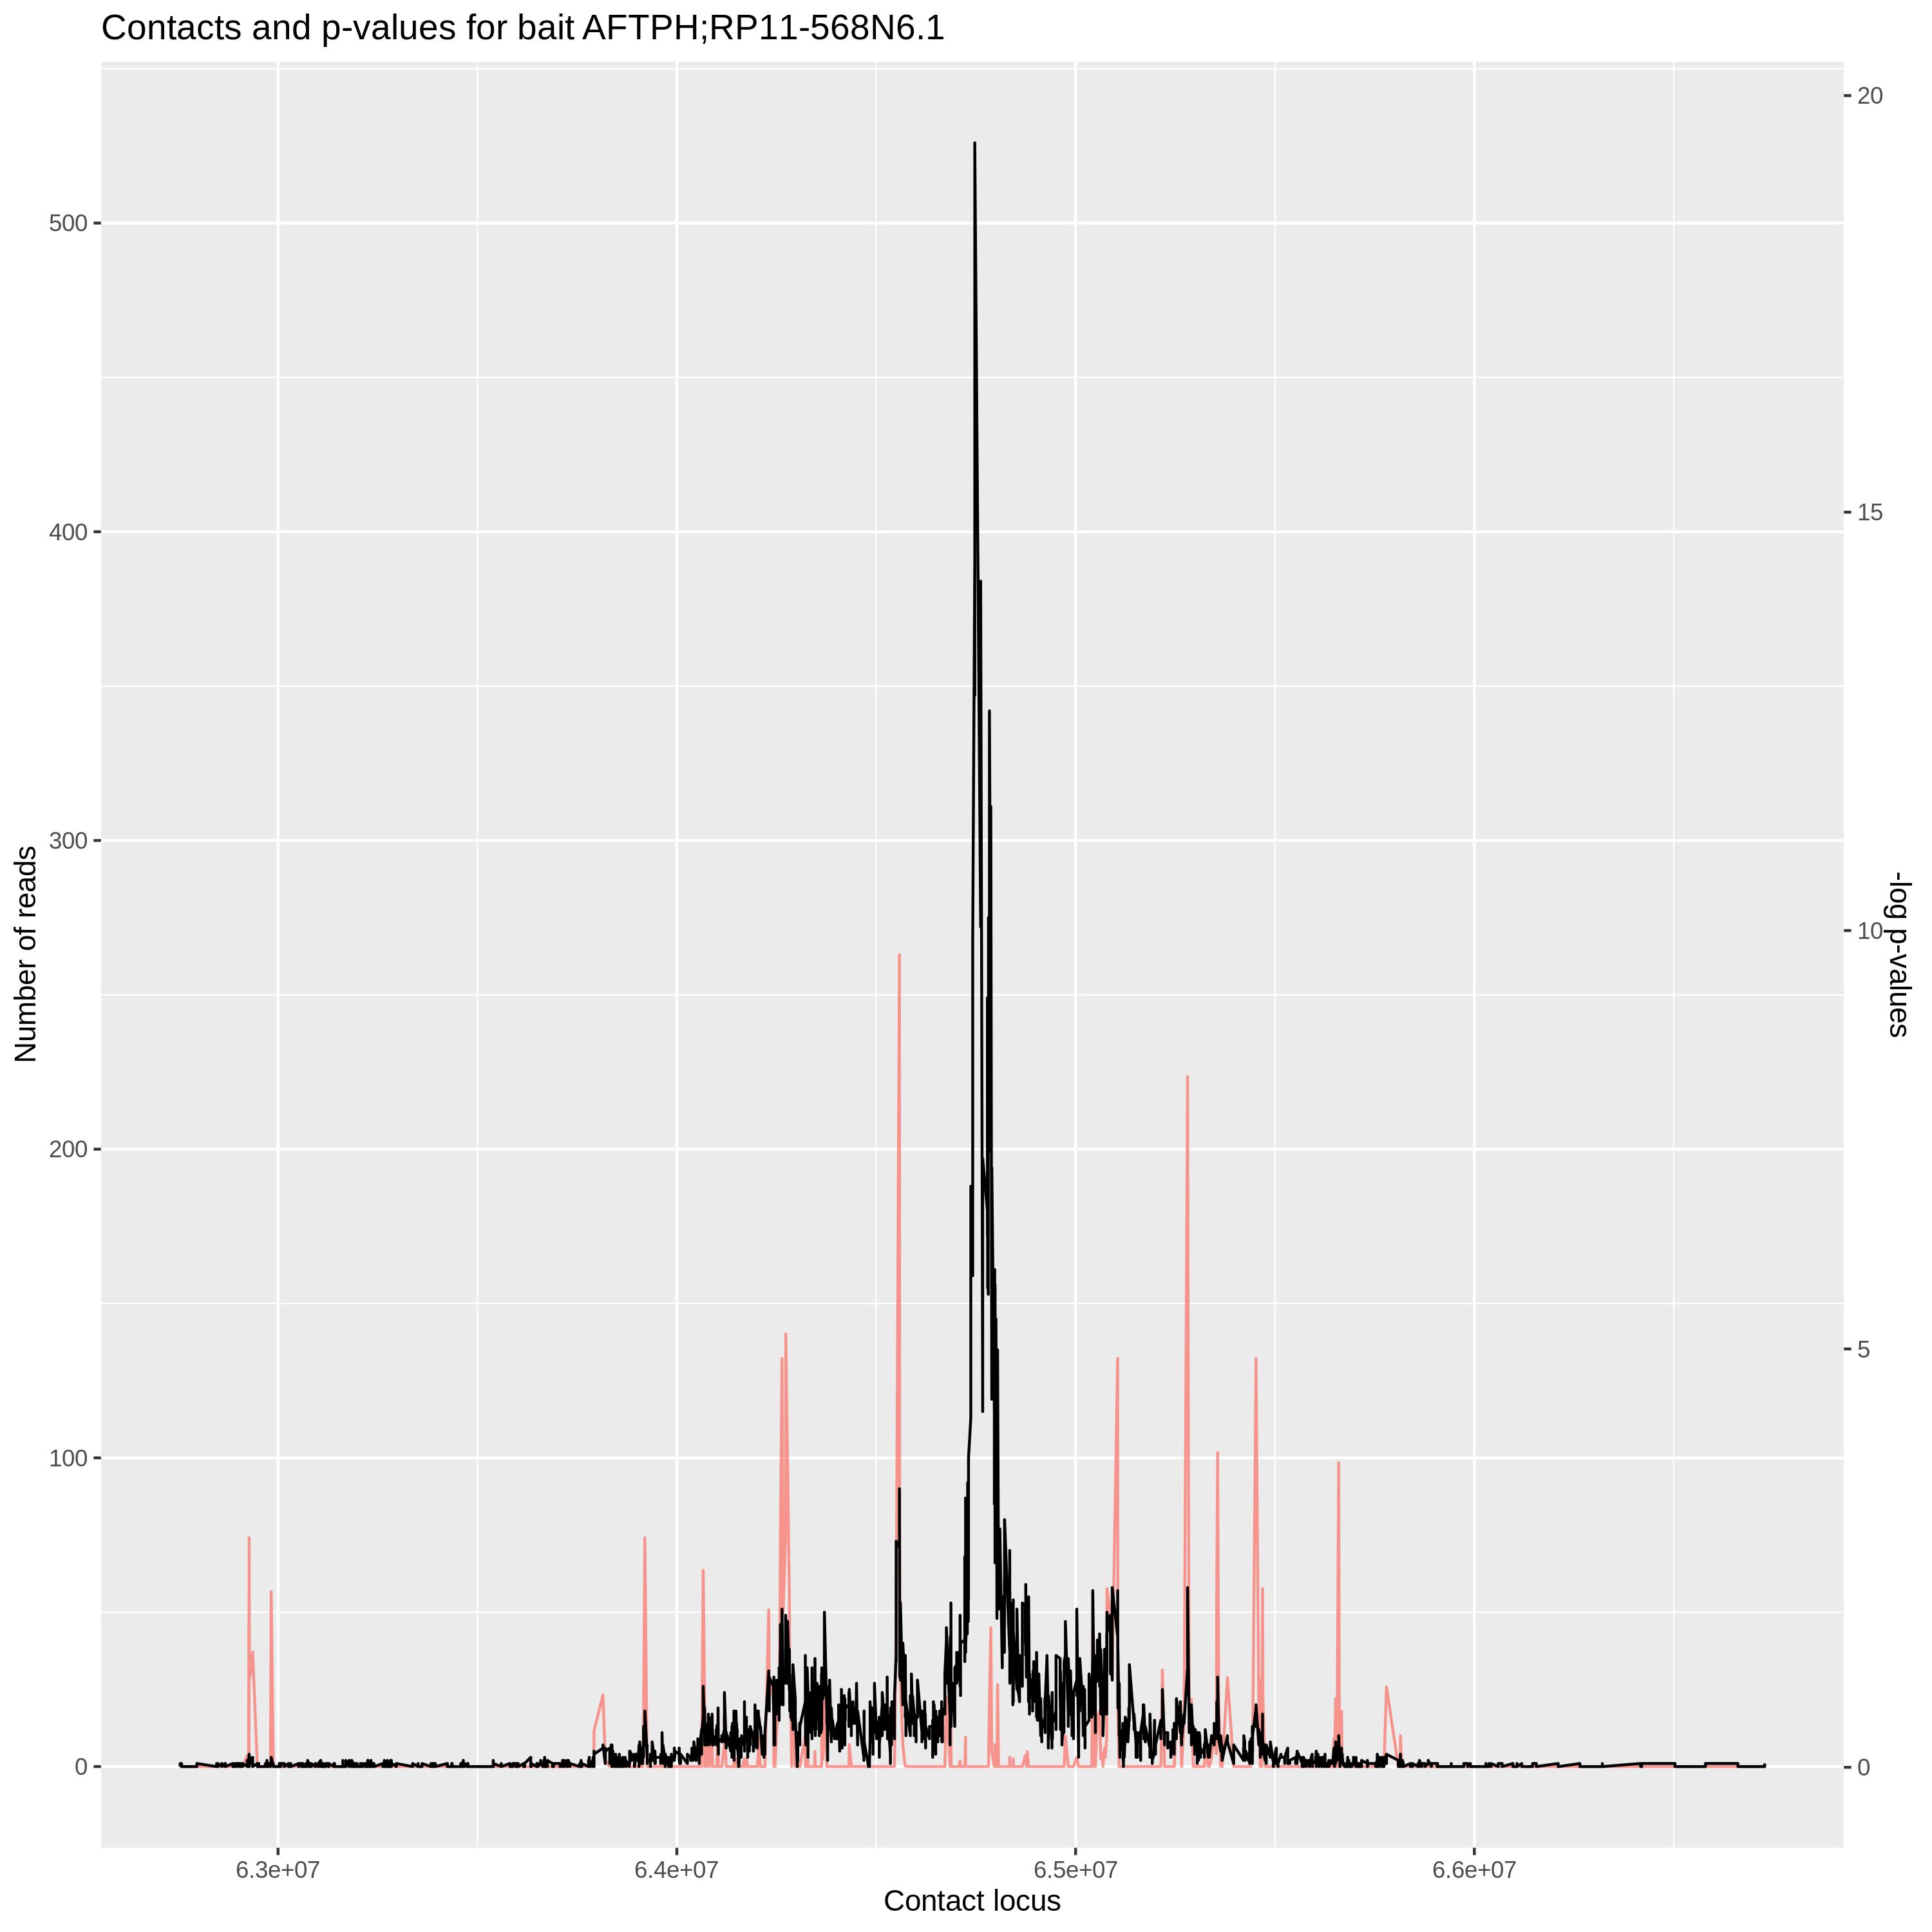 Contacts and p-values for bait AFTPH;RP11-568N6.1
Number of reads
500
400
300
200
100
0
20
15
10
5
0
-log p-values
6.3e+07
6.4e+07
6.5e+07
6.6e+07
Contact locus